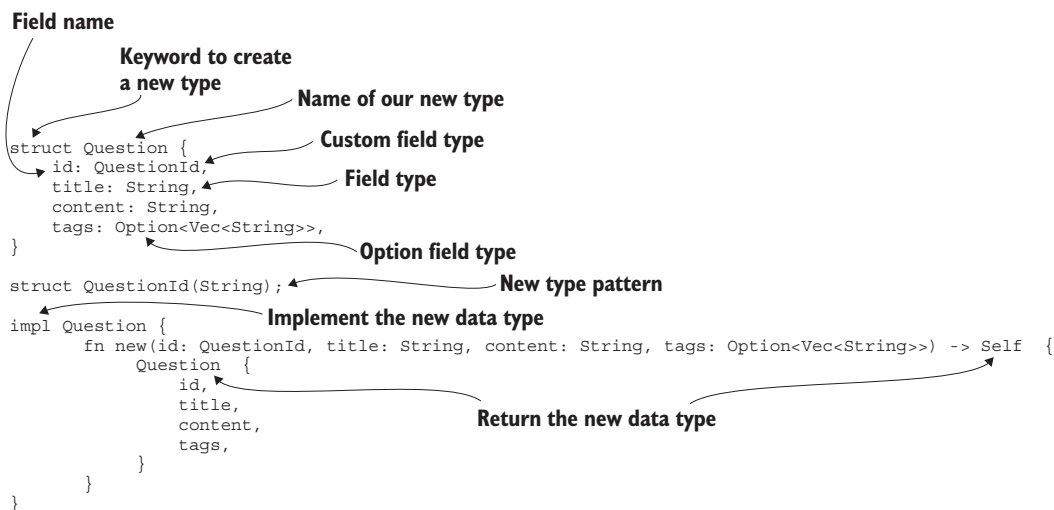 Field name
Keyword to create
a new type
Name of our new type
struct Question {
Custom field type
id: QuestionId,
title: String,
Field type
content: String,
tags: Option<Vec<String>>,
}
Option field type
struct QuestionId(String);
New type pattern
Implement the new data type
impl Question {
fn new(id: QuestionId, title: String, content: String, tags: Option<Vec<String>>) -> Self {
Question {
id,
title,
Return the new data type
content,
tags,
}
}
}